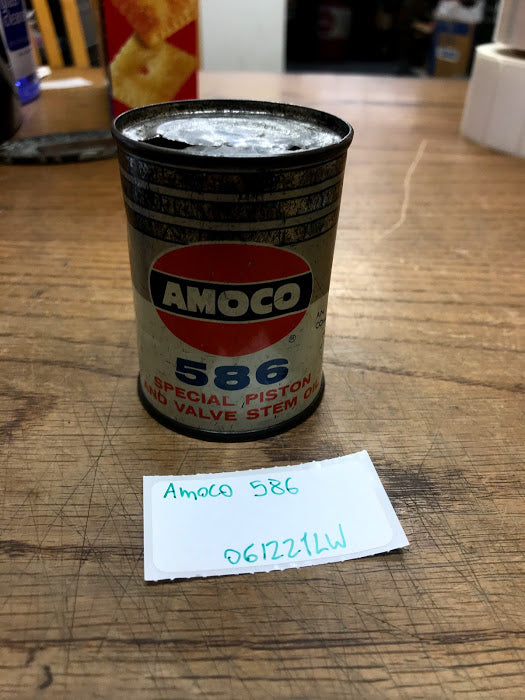 AMOCO
®
586
SPECIAL PISTON
AND VALVE STEM OIL
Amoco 586
061221LW